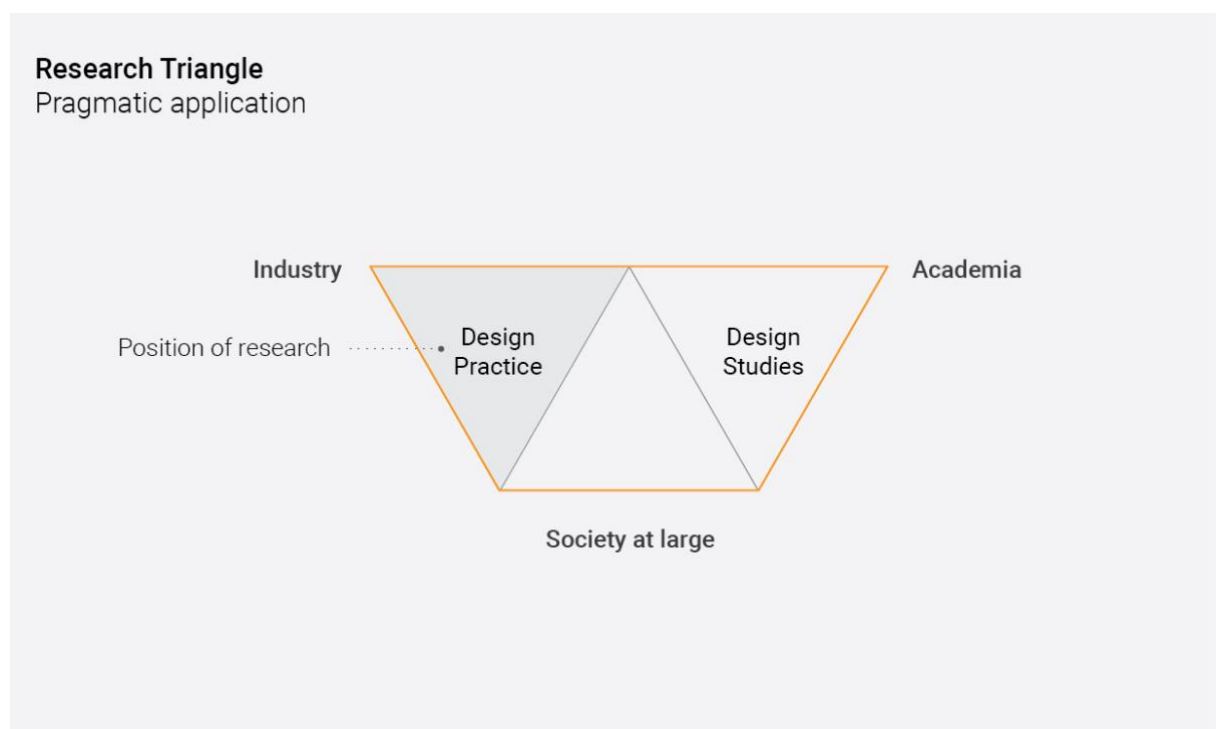 Research Triangle
Pragmatic application
Industry
Academia
Position of research
Design
Practice
Design
Studies
Society at large